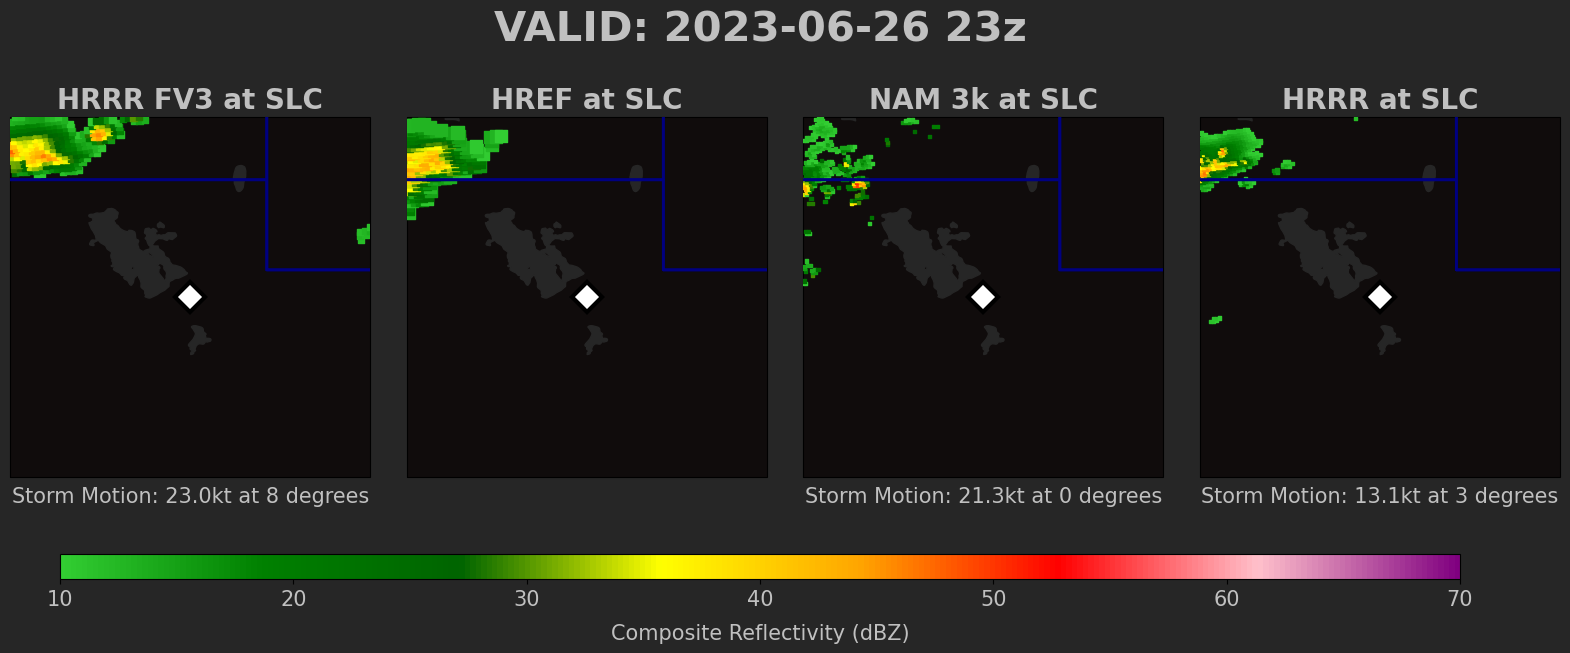 VALID: 2023-06-26 23z
HRRR FV3 at SLC
HREF at SLC
NAM 3k at SLC
HRRR at SLC
Storm Motion: 23.0kt at 8 degrees
Storm Motion: 21.3kt at 0 degrees
Storm Motion: 13.1kt at 3 degrees
10 20 30 40 50 60 70
Composite Reflectivity (dBZ)